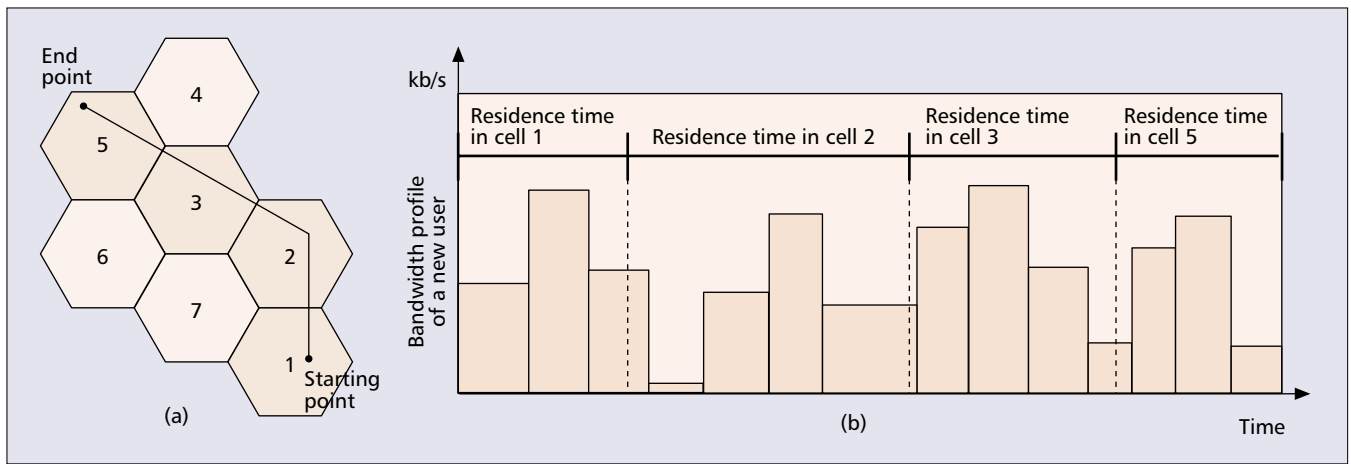 End
point
4
5
3
6
2
7
1
Starting
point
(a)
kb/s
Bandwidth profile
of a new user
Residence time
in cell 1
Residence time in cell 2
Residence time
in cell 3
Residence time
in cell 5
(b)
Time